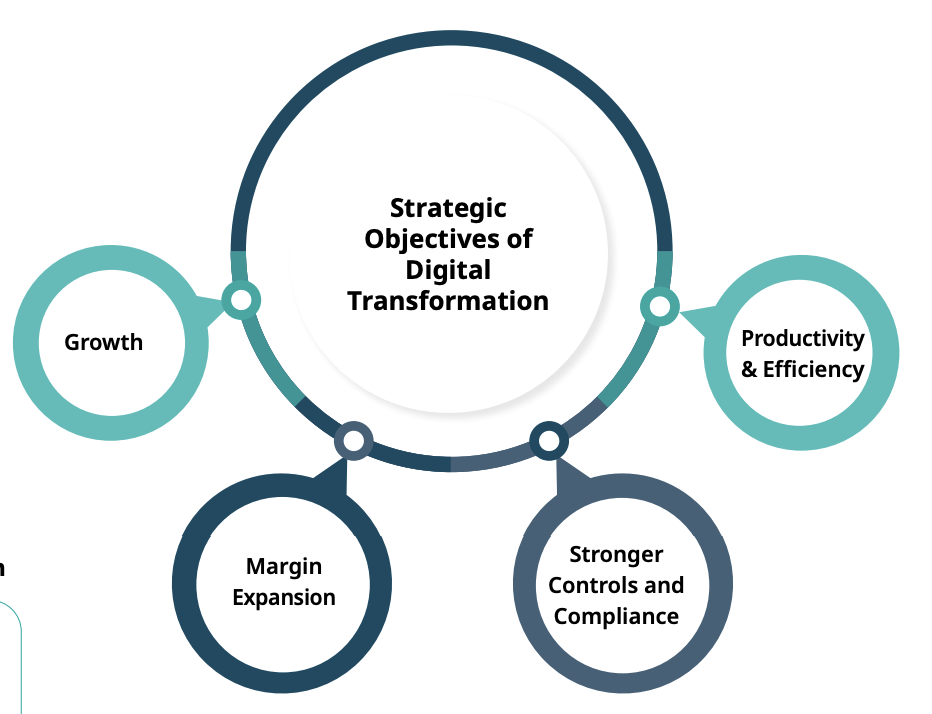 Strategic
Objectives of
Digital
Transformation
Growth
Productivity
& Efficiency
Margin
Expansion
Stronger
Controls and
Compliance